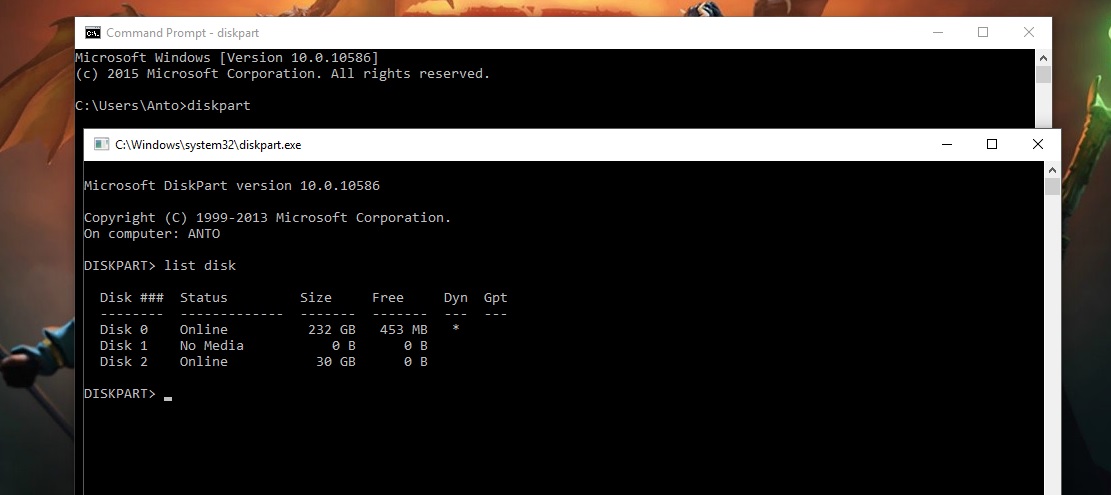 Command Prompt - diskpart
Microsoft Windows [Version 10.0.10586]
(c) 2015 Microsoft Corporation. All rights reserved.
C:\Users\Anto>diskpart
C:\Windows\system32\diskpart.exe
Microsoft DiskPart version 10.0.10586
Copyright (C) 1999-2013 Microsoft Corporation.
On computer: ANTO
DISKPART> list disk
  Disk ###  Status         Size     Free     Dyn  Gpt
  --------  -------------  -------  -------  ---  ---
  Disk 0    Online          232 GB   453 MB   *
  Disk 1    No Media           0 B      0 B
  Disk 2    Online           30 GB      0 B
DISKPART> _